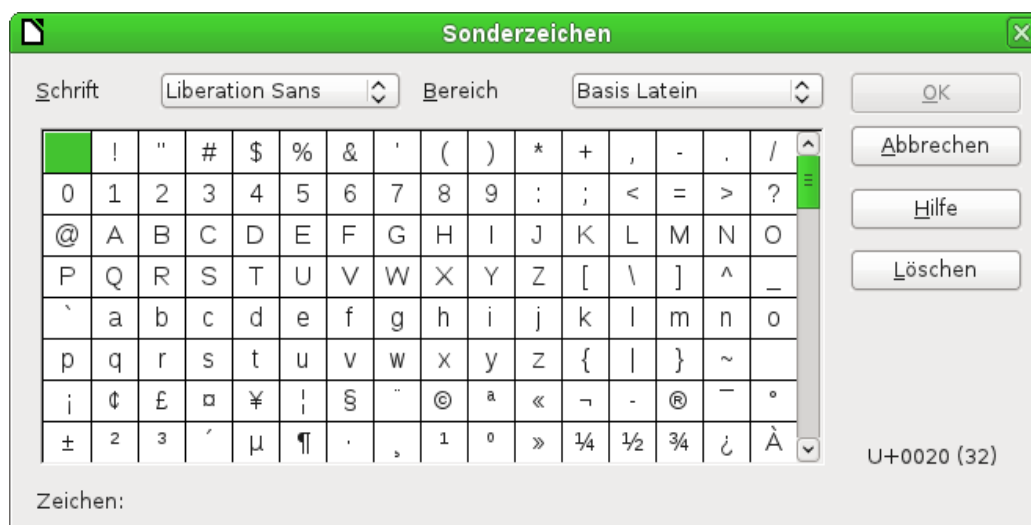 Sonderzeichen
Schrift Liberation Sans Bereich Basis Latein OK
! " # $ % & ' ( ) * + , - . /
Abbrechen
0 1 2 3 4 5 6 7 8 9 : ; < = > ?
Hilfe
@ A B C D E F G H I J K L M N O
P Q R S T U V W X Y Z [ \ ] ^ _
Löschen
` a b c d e f g h i j k l m n o
p q r s t u v w x y z { | } ~
¡ ¢ £ ¤ ¥ ¦ § ¨ © ª « ¬ - ® ¯ °
± ² ³ ´ µ ¶ · ¸ ¹ º » ¼ ½ ¾ ¿ À
U+0020 (32)
Zeichen: